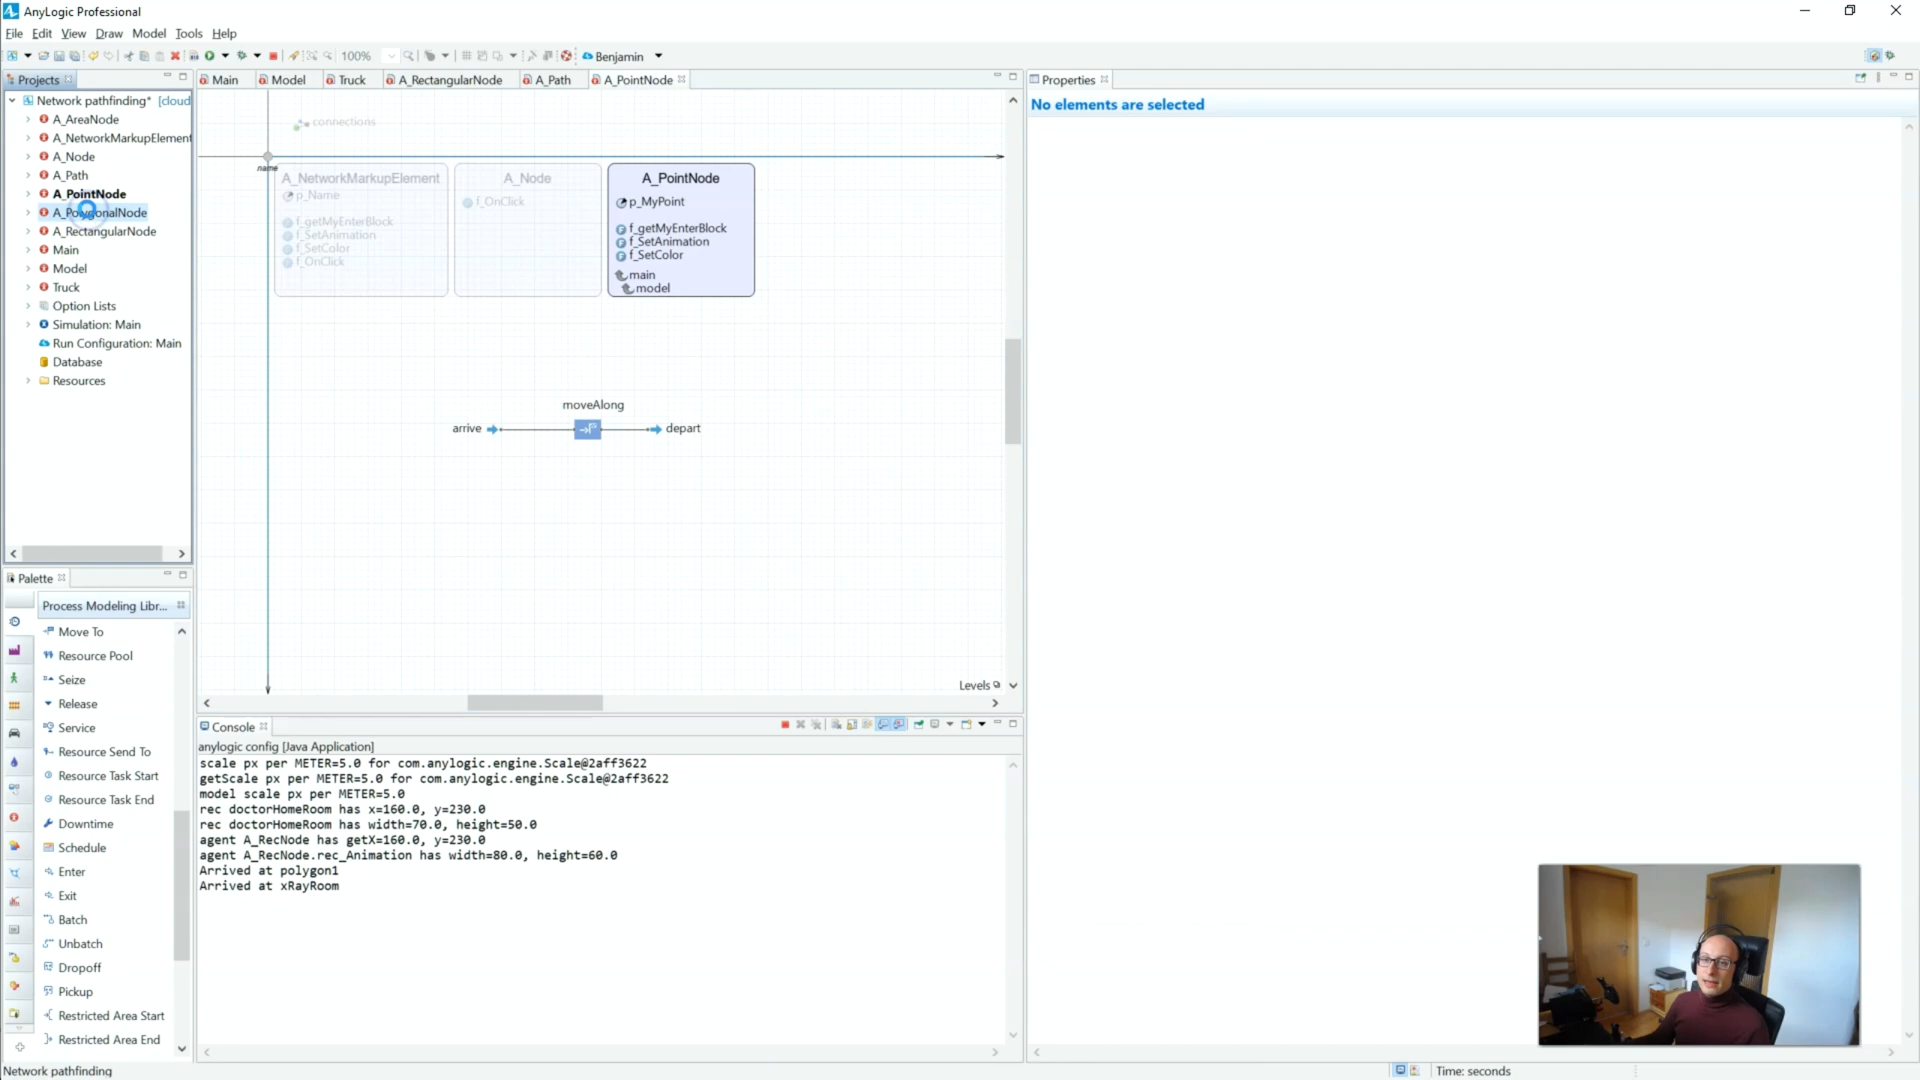 AnyLogic Professional
File Edit View Draw Model Tools Help
100% Benjamin
Projects
Network pathfinding* [cloud
A_AreaNode
A_NetworkMarkupElement
A_Node
A_Path
A_PointNode
A_PolygonalNode
A_RectangularNode
Main
Model
Truck
Option Lists
Simulation: Main
Run Configuration: Main
Database
Resources
Palette
Process Modeling Libr...
Move To
Resource Pool
Seize
Release
Service
Resource Send To
Resource Task Start
Resource Task End
Downtime
Schedule
Enter
Exit
Batch
Unbatch
Dropoff
Pickup
Restricted Area Start
Restricted Area End
Main Model Truck A_RectangularNode A_Path A_PointNode
connections
name
A_NetworkMarkupElement
p_Name
f_getMyEnterBlock
f_SetAnimation
f_SetColor
f_OnClick
A_Node
f_OnClick
A_PointNode
p_MyPoint
f_getMyEnterBlock
f_SetAnimation
f_SetColor
main
model
moveAlong
arrive depart
Levels
Console
anylogic config [Java Application]
scale px per METER=5.0 for com.anylogic.engine.Scale@2aff3622
getScale px per METER=5.0 for com.anylogic.engine.Scale@2aff3622
model scale px per METER=5.0
rec doctorHomeRoom has x=160.0, y=230.0
rec doctorHomeRoom has width=70.0, height=50.0
agent A_RecNode has getX=160.0, y=230.0
agent A_RecNode.rec_Animation has width=80.0, height=60.0
Arrived at polygon1
Arrived at xRayRoom
Properties
No elements are selected
Network pathfinding
Time: seconds